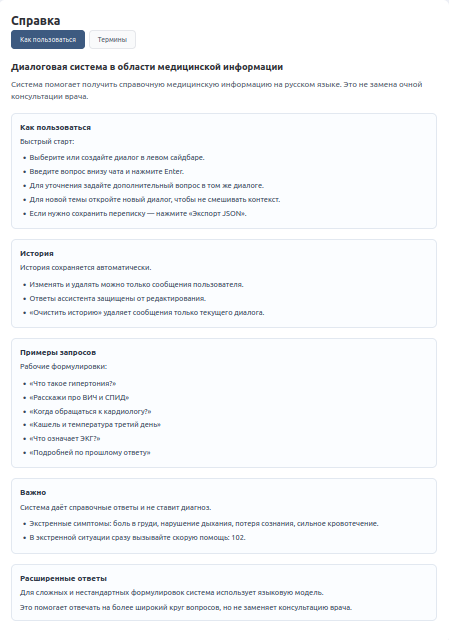 Справка
Как пользоваться
Термины
Диалоговая система в области медицинской информации
Система помогает получить справочную медицинскую информацию на русском языке. Это не замена очной
консультации врача.
Как пользоваться
Быстрый старт:
• Выберите или создайте диалог в левом сайдбаре.
• Введите вопрос внизу чата и нажмите Enter.
• Для уточнения задайте дополнительный вопрос в том же диалоге.
• Для новой темы откройте новый диалог, чтобы не смешивать контекст.
• Если нужно сохранить переписку — нажмите «Экспорт JSON».
История
История сохраняется автоматически.
• Изменять и удалять можно только сообщения пользователя.
• Ответы ассистента защищены от редактирования.
• «Очистить историю» удаляет сообщения только текущего диалога.
Примеры запросов
Рабочие формулировки:
• «Что такое гипертония?»
• «Расскажи про ВИЧ и СПИД»
• «Когда обращаться к кардиологу?»
• «Кашель и температура третий день»
• «Что означает ЭКГ?»
• «Подробней по прошлому ответу»
Важно
Система даёт справочные ответы и не ставит диагноз.
• Экстренные симптомы: боль в груди, нарушение дыхания, потеря сознания, сильное кровотечение.
• В экстренной ситуации сразу вызывайте скорую помощь: 102.
Расширенные ответы
Для сложных и нестандартных формулировок система использует языковую модель.
Это помогает отвечать на более широкий круг вопросов, но не заменяет консультацию врача.